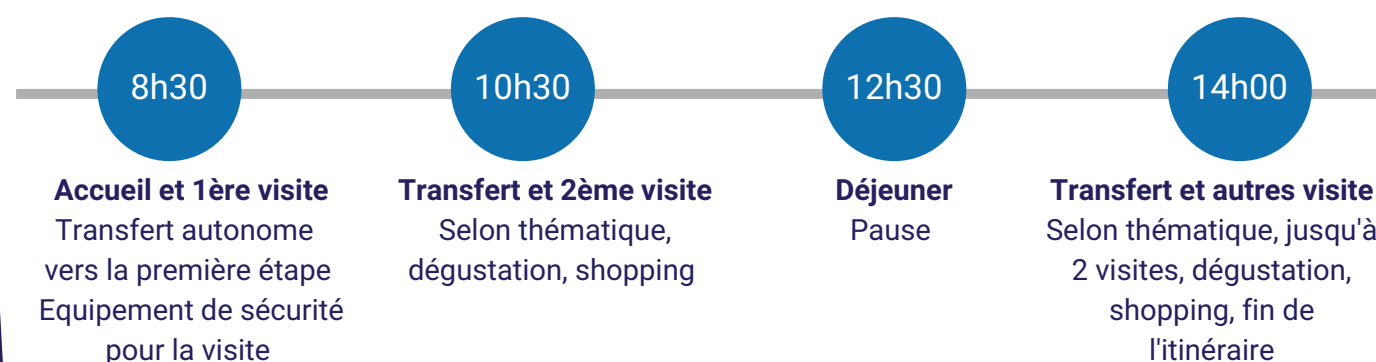 8h30
Accueil et 1ère visite
Transfert autonome
vers la première étape
Equipement de sécurité
pour la visite
10h30
Transfert et 2ème visite
Selon thématique,
dégustation, shopping
12h30
Déjeuner
Pause
14h00
Transfert et autres visite
Selon thématique, jusqu'à
2 visites, dégustation,
shopping, fin de
l'itinéraire